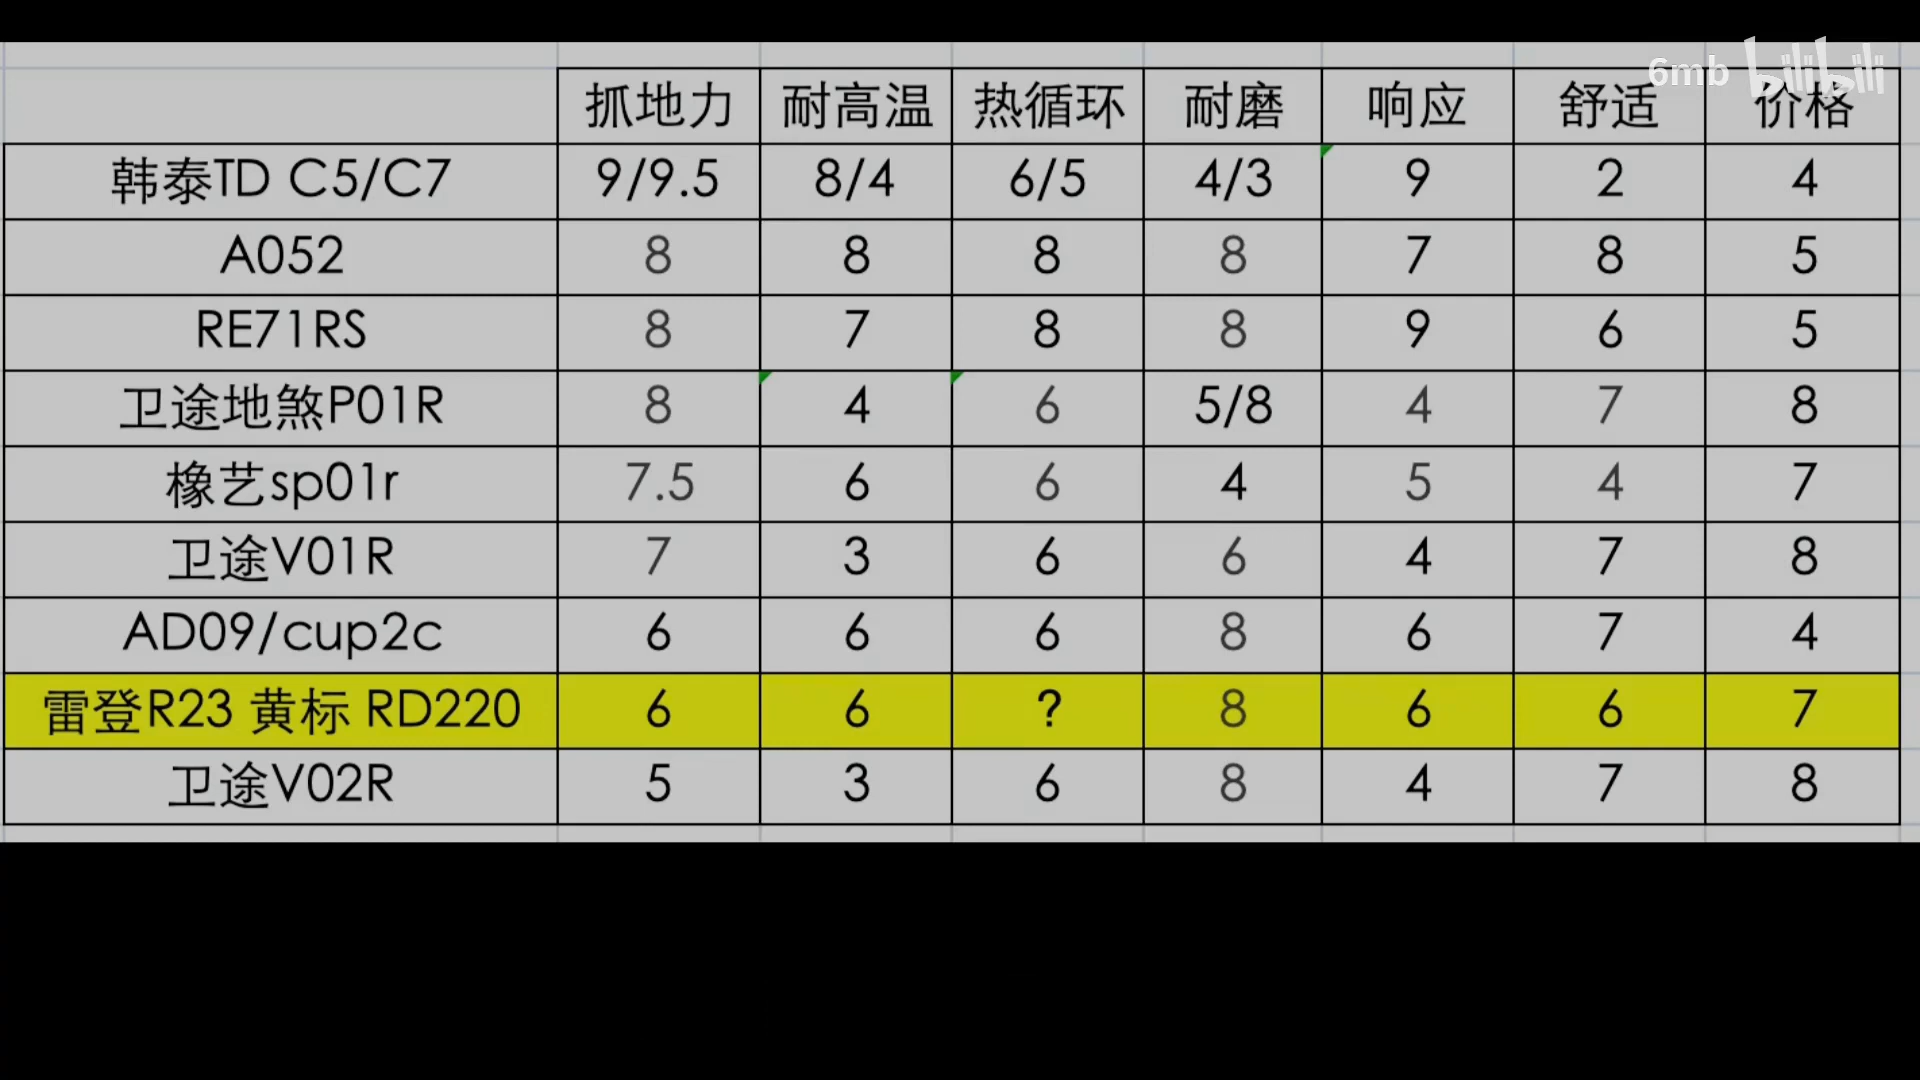 6mb bilibili
抓地力 耐高温 热循环 耐磨 响应 舒适 价格
韩泰TD C5/C7 9/9.5 8/4 6/5 4/3 9 2 4
A052 8 8 8 8 7 8 5
RE71RS 8 7 8 8 9 6 5
卫途地煞P01R 8 4 6 5/8 4 7 8
橡艺sp01r 7.5 6 6 4 5 4 7
卫途V01R 7 3 6 6 4 7 8
AD09/cup2c 6 6 6 8 6 7 4
雷登R23 黄标 RD220 6 6 ? 8 6 6 7
卫途V02R 5 3 6 8 4 7 8